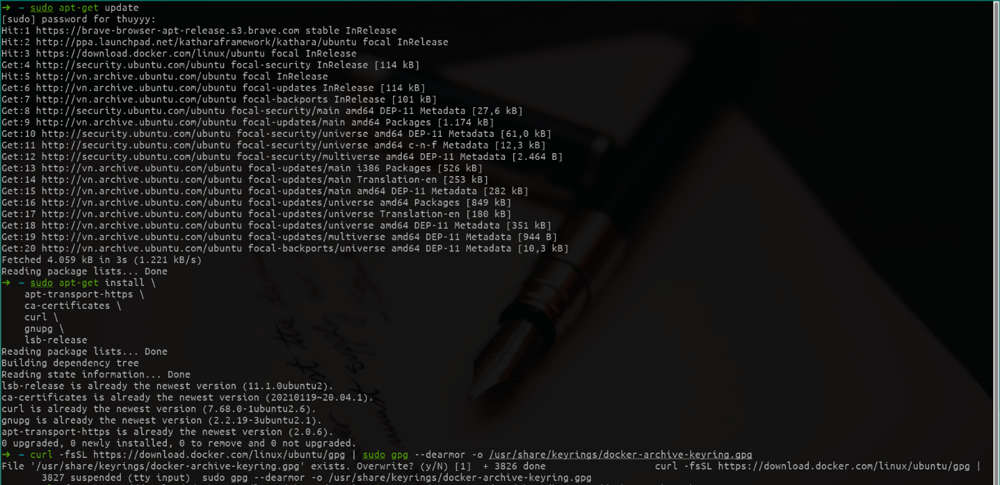 ➜ ~ sudo apt-get update
[sudo] password for thuyyy:
Hit:1 https://brave-browser-apt-release.s3.brave.com stable InRelease
Hit:2 http://ppa.launchpad.net/katharaframework/kathara/ubuntu focal InRelease
Hit:3 https://download.docker.com/linux/ubuntu focal InRelease
Get:4 http://security.ubuntu.com/ubuntu focal-security InRelease [114 kB]
Hit:5 http://vn.archive.ubuntu.com/ubuntu focal InRelease
Get:6 http://vn.archive.ubuntu.com/ubuntu focal-updates InRelease [114 kB]
Get:7 http://vn.archive.ubuntu.com/ubuntu focal-backports InRelease [101 kB]
Get:8 http://security.ubuntu.com/ubuntu focal-security/main amd64 DEP-11 Metadata [27,6 kB]
Get:9 http://vn.archive.ubuntu.com/ubuntu focal-updates/main amd64 Packages [1.174 kB]
Get:10 http://security.ubuntu.com/ubuntu focal-security/universe amd64 DEP-11 Metadata [61,0 kB]
Get:11 http://security.ubuntu.com/ubuntu focal-security/universe amd64 c-n-f Metadata [12,3 kB]
Get:12 http://security.ubuntu.com/ubuntu focal-security/multiverse amd64 DEP-11 Metadata [2.464 B]
Get:13 http://vn.archive.ubuntu.com/ubuntu focal-updates/main i386 Packages [526 kB]
Get:14 http://vn.archive.ubuntu.com/ubuntu focal-updates/main Translation-en [253 kB]
Get:15 http://vn.archive.ubuntu.com/ubuntu focal-updates/main amd64 DEP-11 Metadata [282 kB]
Get:16 http://vn.archive.ubuntu.com/ubuntu focal-updates/universe amd64 Packages [849 kB]
Get:17 http://vn.archive.ubuntu.com/ubuntu focal-updates/universe Translation-en [180 kB]
Get:18 http://vn.archive.ubuntu.com/ubuntu focal-updates/universe amd64 DEP-11 Metadata [351 kB]
Get:19 http://vn.archive.ubuntu.com/ubuntu focal-updates/multiverse amd64 DEP-11 Metadata [944 B]
Get:20 http://vn.archive.ubuntu.com/ubuntu focal-backports/universe amd64 DEP-11 Metadata [10,3 kB]
Fetched 4.059 kB in 3s (1.221 kB/s)
Reading package lists... Done
➜ ~ sudo apt-get install \
apt-transport-https \
ca-certificates \
curl \
gnupg \
lsb-release
Reading package lists... Done
Building dependency tree
Reading state information... Done
lsb-release is already the newest version (11.1.0ubuntu2).
ca-certificates is already the newest version (20210119~20.04.1).
curl is already the newest version (7.68.0-1ubuntu2.6).
gnupg is already the newest version (2.2.19-3ubuntu2.1).
apt-transport-https is already the newest version (2.0.6).
0 upgraded, 0 newly installed, 0 to remove and 0 not upgraded.
➜ ~ curl -fsSL https://download.docker.com/linux/ubuntu/gpg | sudo gpg --dearmor -o /usr/share/keyrings/docker-archive-keyring.gpg
File '/usr/share/keyrings/docker-archive-keyring.gpg' exists. Overwrite? (y/N) [1] + 3826 done curl -fsSL https://download.docker.com/linux/ubuntu/gpg |
3827 suspended (tty input) sudo gpg --dearmor -o /usr/share/keyrings/docker-archive-keyring.gpg